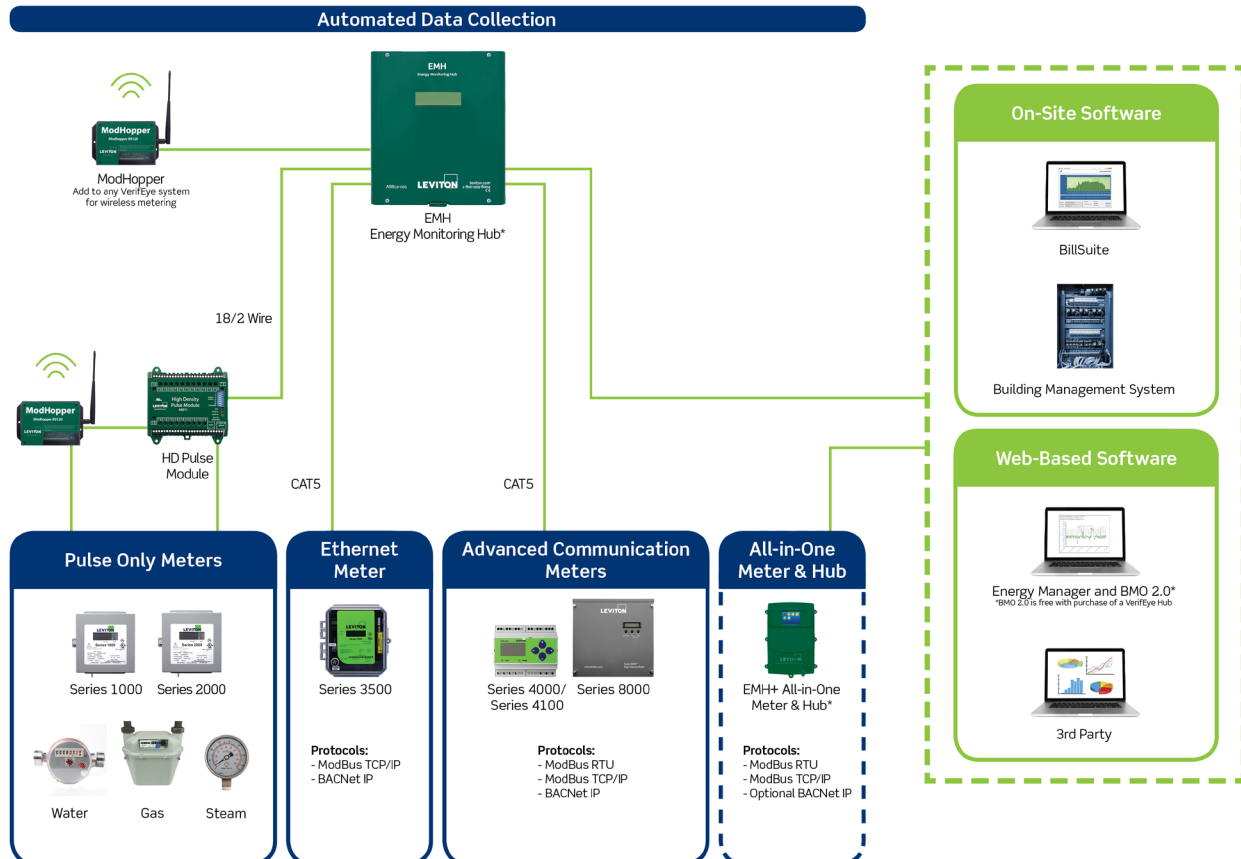 Automated Data Collection
EMH
Energy Monitoring Hub
LEVITON
leviton.com
ModHopper
LEVITON
ModHopper
Add to any VerifEye system
for wireless metering
EMH
Energy Monitoring Hub*
18/2 Wire
ModHopper
LEVITON
High Density
Pulse Module
LEVITON
HD Pulse
Module
CAT5
CAT5
On-Site Software
BillSuite
Building Management System
Web-Based Software
Energy Manager and BMO 2.0*
*BMO 2.0 is free with purchase of a VerifEye Hub
3rd Party
Pulse Only Meters
Series 1000
Series 2000
Series 1000
Series 2000
Water
Gas
Steam
Ethernet
Meter
Series 3500
Protocols:
- ModBus TCP/IP
- BACNet IP
Advanced Communication
Meters
LEVITON
Series 4000/
Series 4100
Series 8000
Protocols:
- ModBus RTU
- ModBus TCP/IP
- BACNet IP
All-in-One
Meter & Hub
LEVITON
EMH+ All-in-One
Meter & Hub*
Protocols:
- ModBus RTU
- ModBus TCP/IP
- Optional BACNet IP